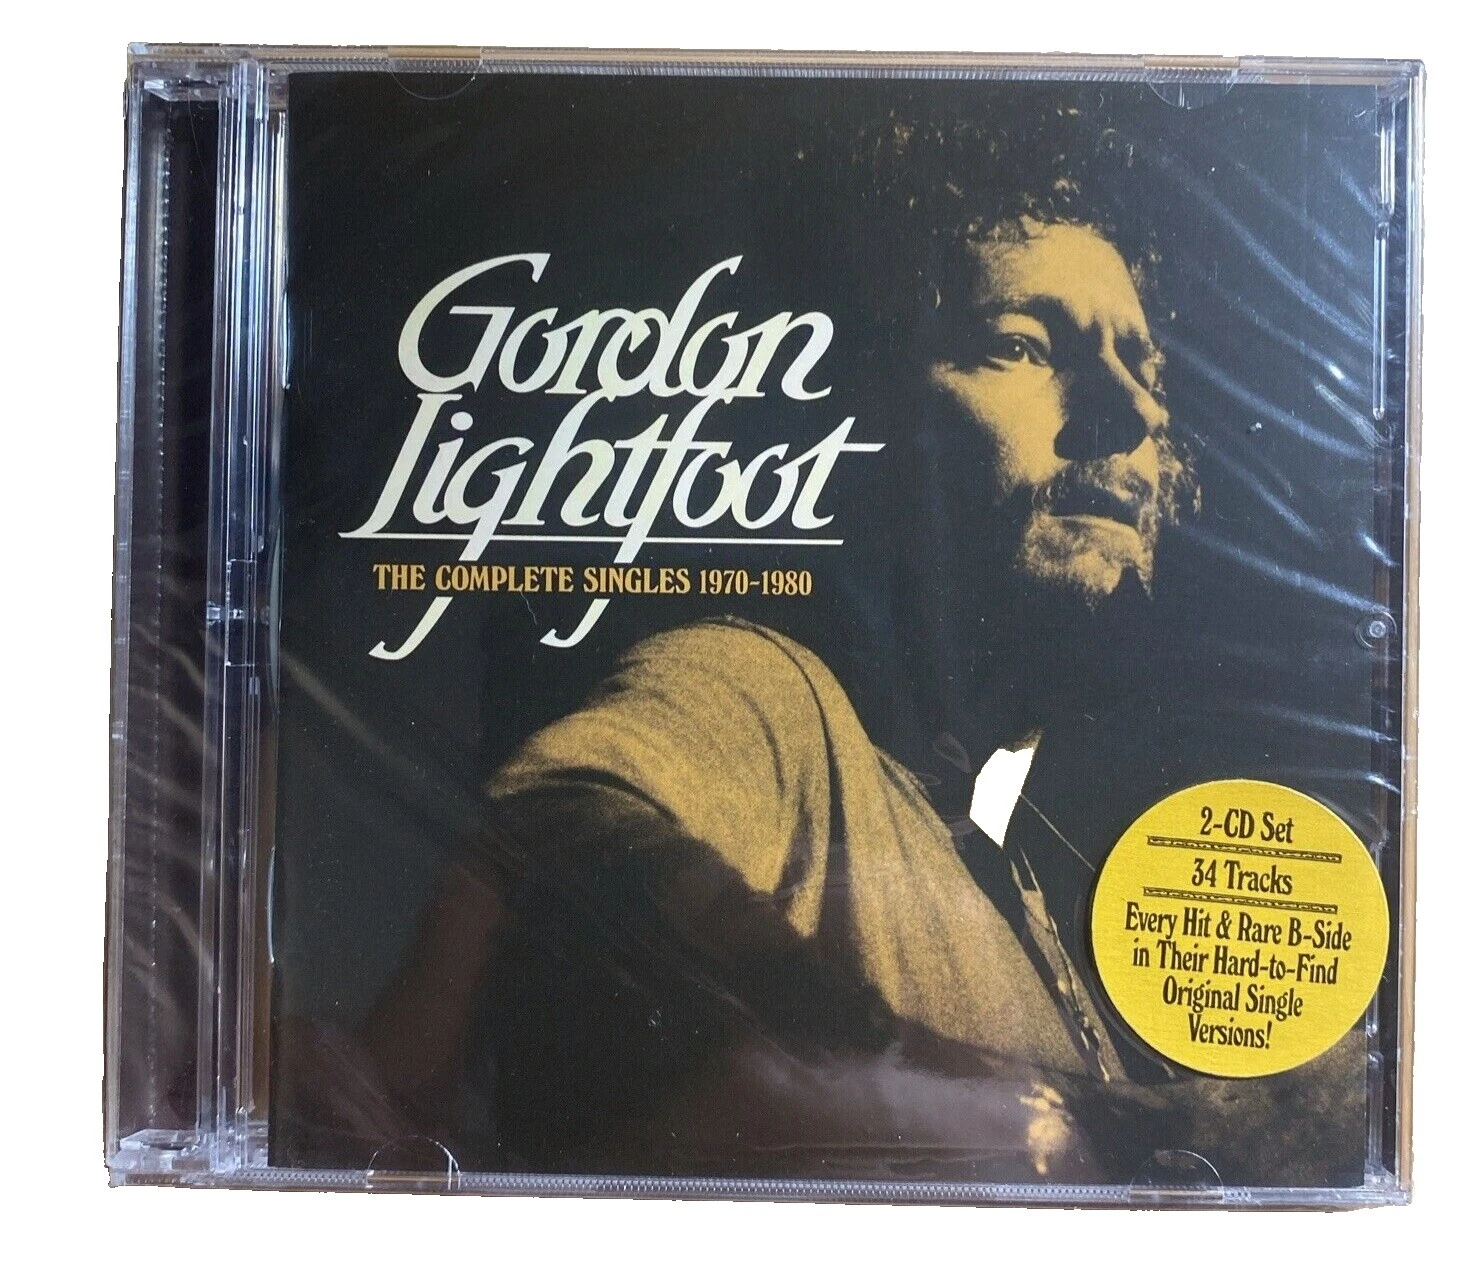 Gordon
Lightfoot
THE COMPLETE SINGLES 1970-1980
2-CD Set
34 Tracks
Every Hit & Rare B-Side
in Their Hard-to-Find
Original Single
Versions!